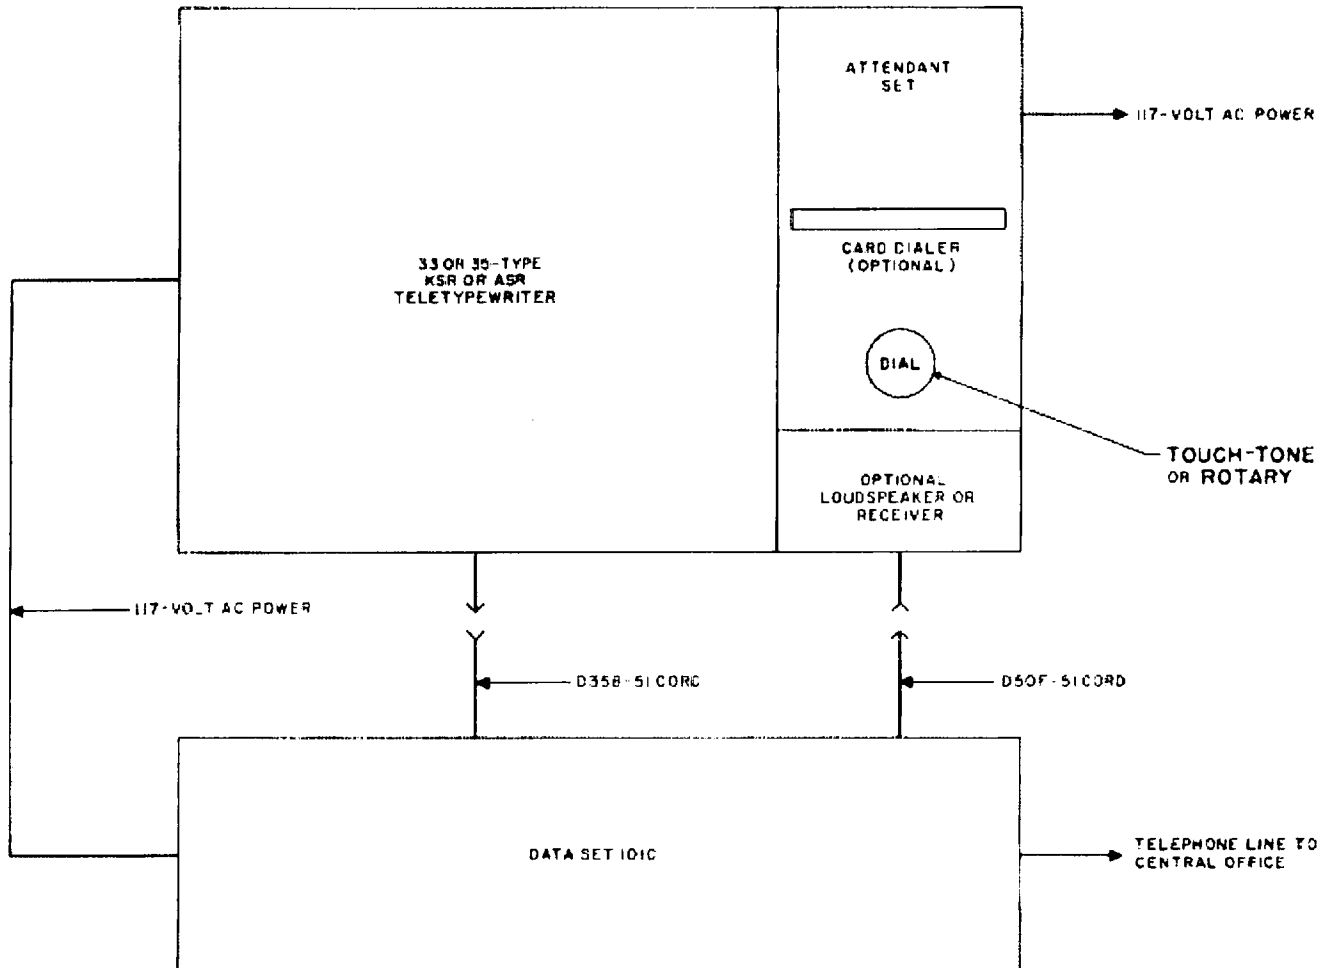 ATTENDANT
SET
117-VOLT AC POWER
CARD DIALER
(OPTIONAL)
33 OR 35-TYPE
KSR OR ASR
TELETYPEWRITER
DIAL
TOUCH-TONE
OR ROTARY
OPTIONAL
LOUDSPEAKER OR
RECEIVER
117-VOLT AC POWER
D35B-51 CORD
D50F-51 CORD
DATA SET 101C
TELEPHONE LINE TO
CENTRAL OFFICE